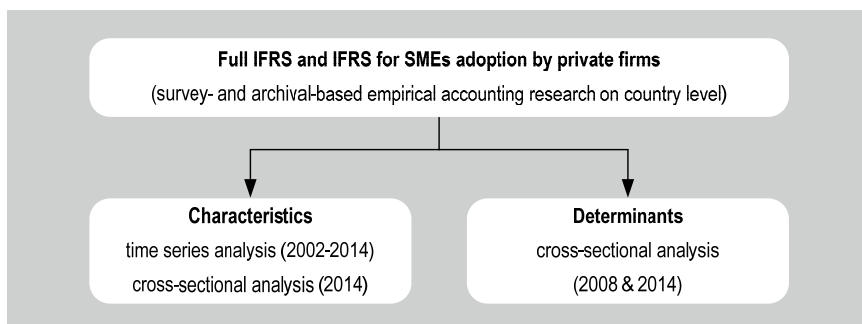 Full IFRS and IFRS for SMEs adoption by private firms
(survey- and archival-based empirical accounting research on country level)
Characteristics
time series analysis (2002-2014)
cross-sectional analysis (2014)
Determinants
cross-sectional analysis
(2008 & 2014)